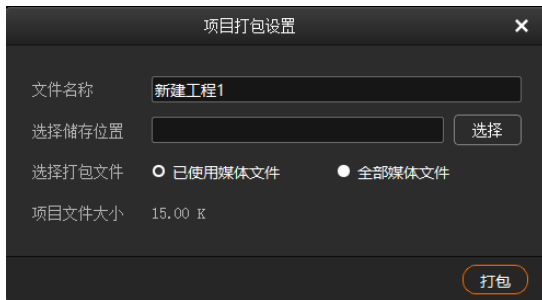 项目打包设置
文件名称 新建工程1
选择储存位置 选择
选择打包文件 已使用媒体文件 全部媒体文件
项目文件大小 15.00 K
打包